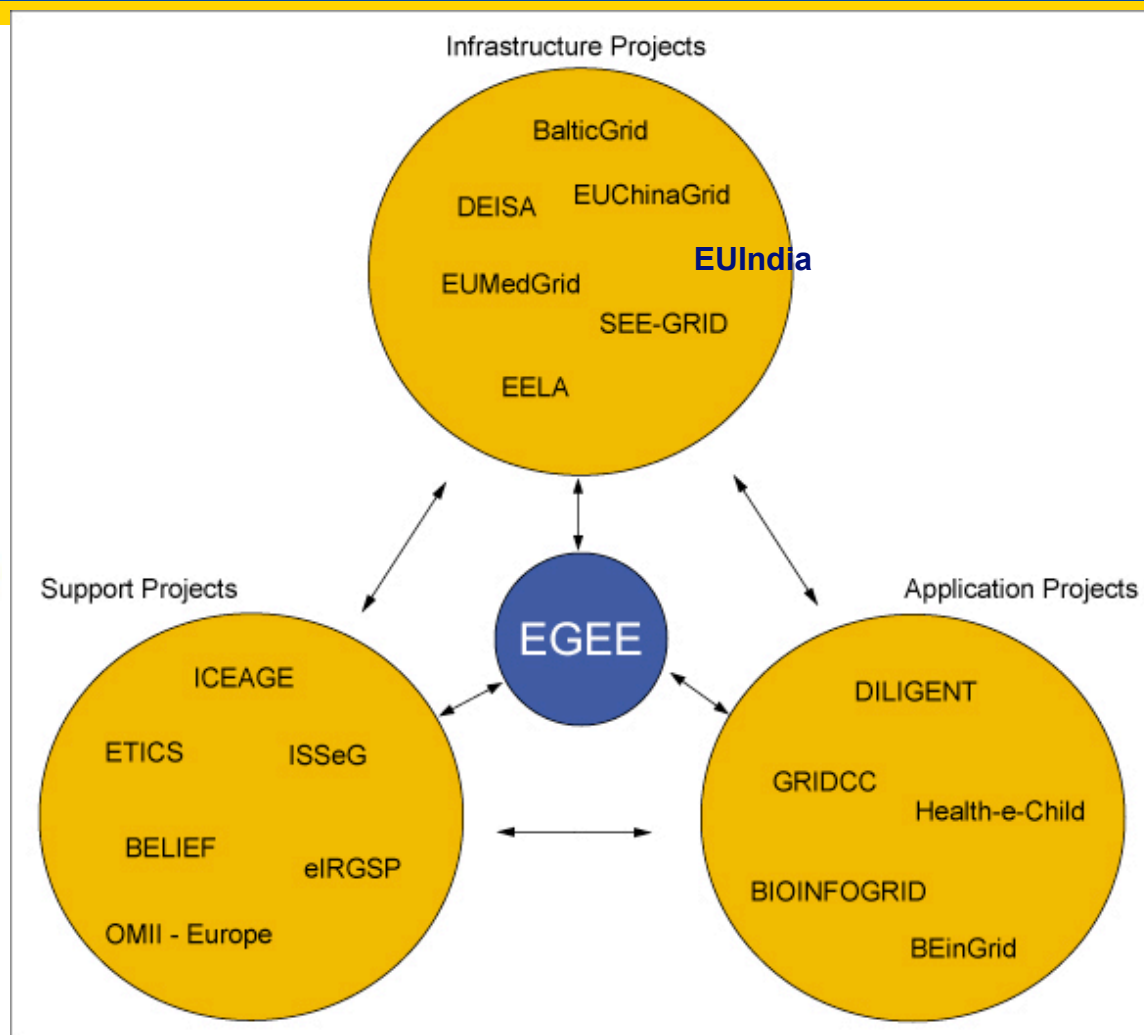 Infrastructure Projects
BalticGrid
DEISA
EUChinaGrid
EUIndia
EUMedGrid
SEE-GRID
EELA
Support Projects
Application Projects
EGEE
ICEAGE
ETICS
ISSeG
BELIEF
eIRGSP
OMII - Europe
DILIGENT
GRIDCC
Health-e-Child
BIOINFOGRID
BEinGrid